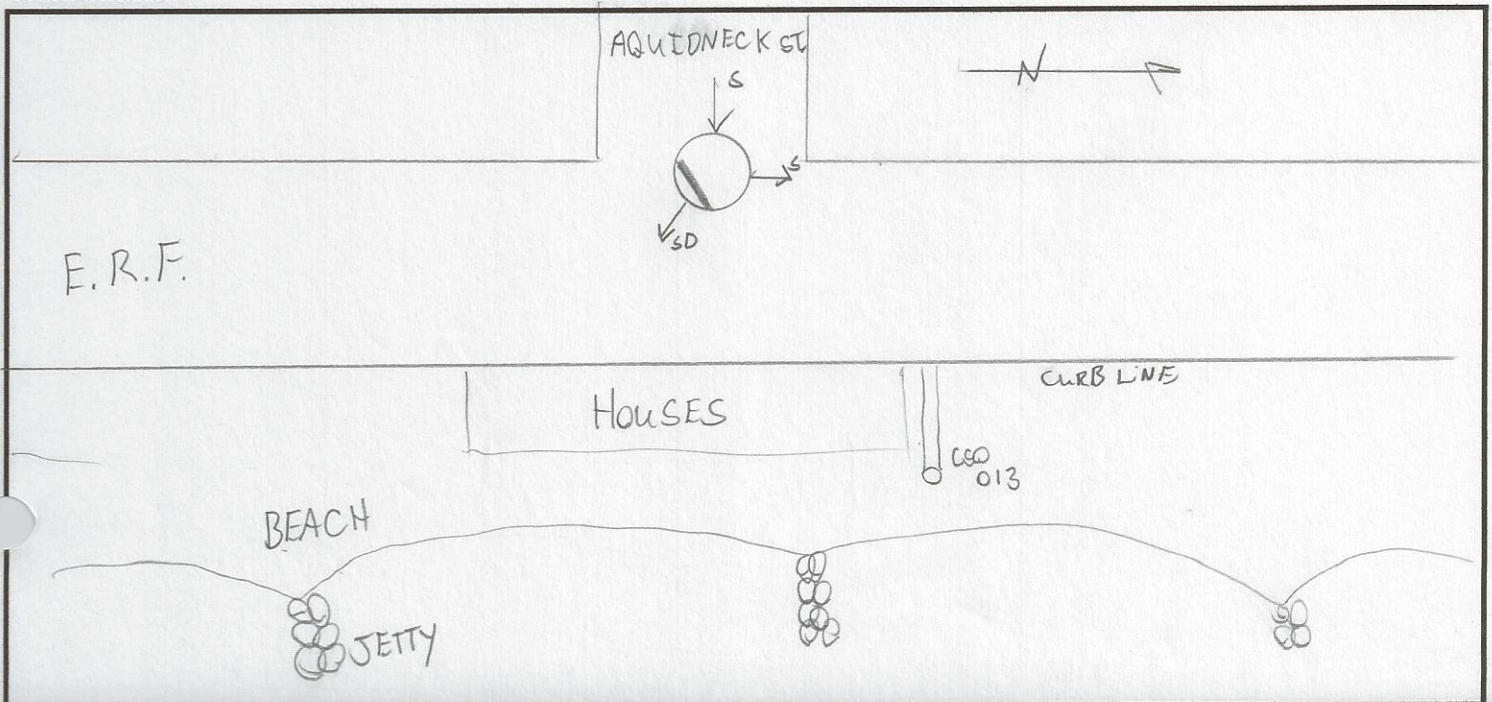 AQUIDNECK ST
S
N
S
SD
E.R.F.
CURB LINE
HOUSES
CSO
013
BEACH
JETTY